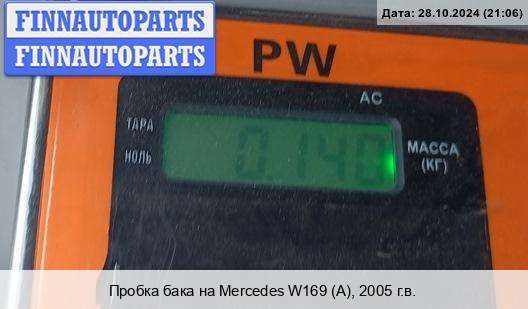 FINNAUTOPARTS
FINNAUTOPARTS
Дата: 28.10.2024 (21:06)
PW
AC
ТАРА
НОЛЬ
0.140
МАССА
(КГ)
Пробка бака на Mercedes W169 (A), 2005 г.в.